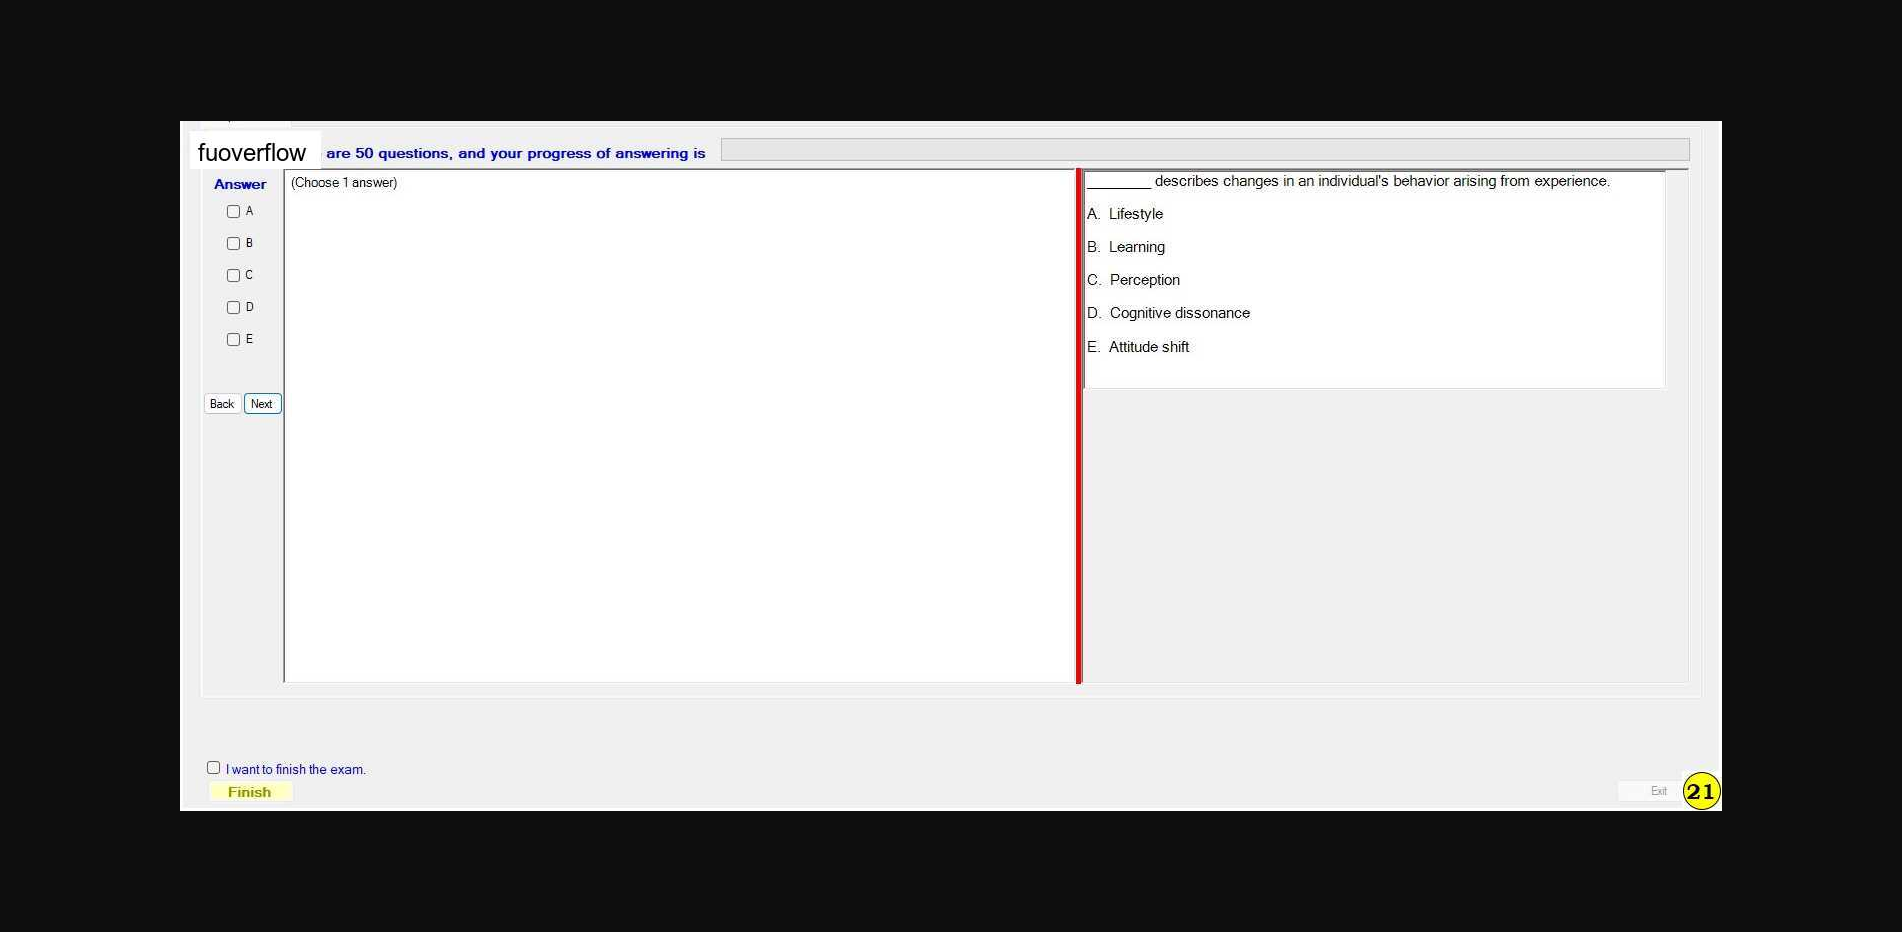 fuoverflow are 50 questions, and your progress of answering is
Answer
A
B
C
D
E
Back Next
(Choose 1 answer)
________ describes changes in an individual's behavior arising from experience.
A. Lifestyle
B. Learning
C. Perception
D. Cognitive dissonance
E. Attitude shift
I want to finish the exam.
Finish
Exit
21